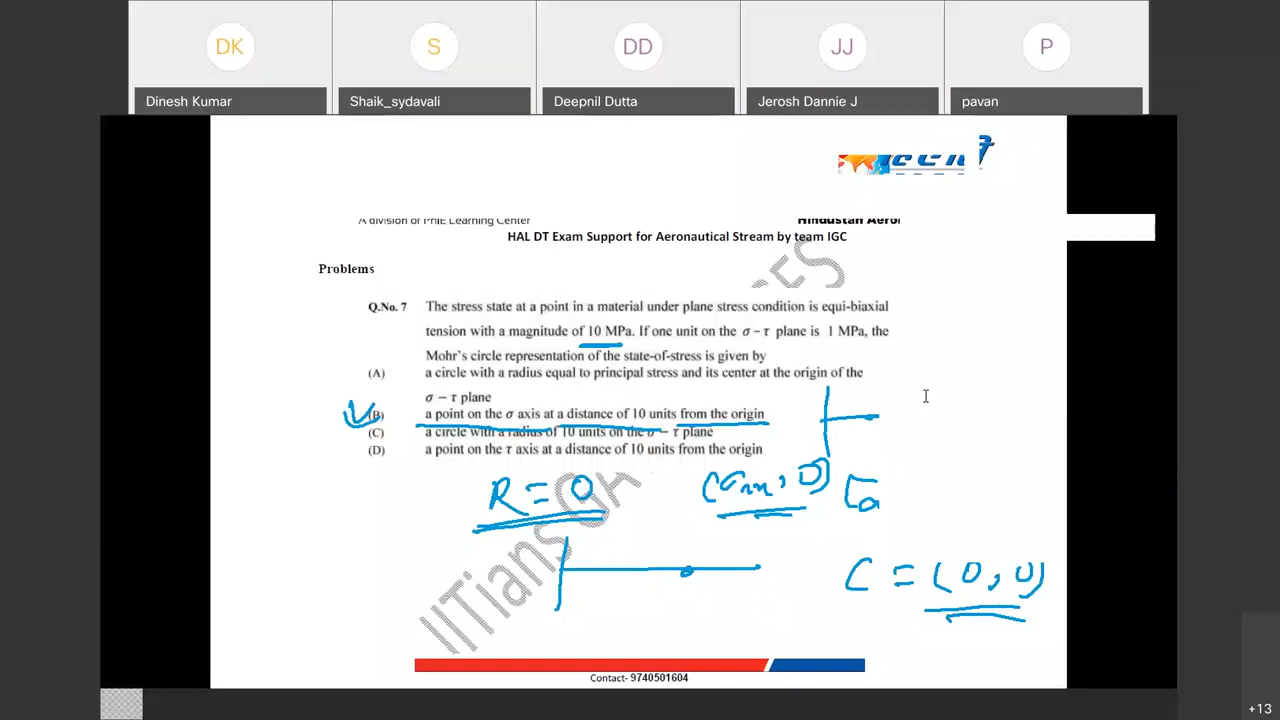 DK
S
DD
JJ
P
Dinesh Kumar
Shaik_sydavali
Deepnil Dutta
Jerosh Dannie J
pavan
A division of PhIE Learning Center
HAL DT Exam Support for Aeronautical Stream by team IGC
Problems
Q.No. 7 The stress state at a point in a material under plane stress condition is equi-biaxial
tension with a magnitude of 10 MPa. If one unit on the σ – τ plane is 1 MPa, the
Mohr's circle representation of the state-of-stress is given by
(A) a circle with a radius equal to principal stress and its center at the origin of the
σ – τ plane
(B) a point on the σ axis at a distance of 10 units from the origin
(C) a circle with a radius of 10 units on the σ – τ plane
(D) a point on the τ axis at a distance of 10 units from the origin
R = 0
(σxx, 0)
C = (0, 0)
IITians
Contact- 9740501604
+13